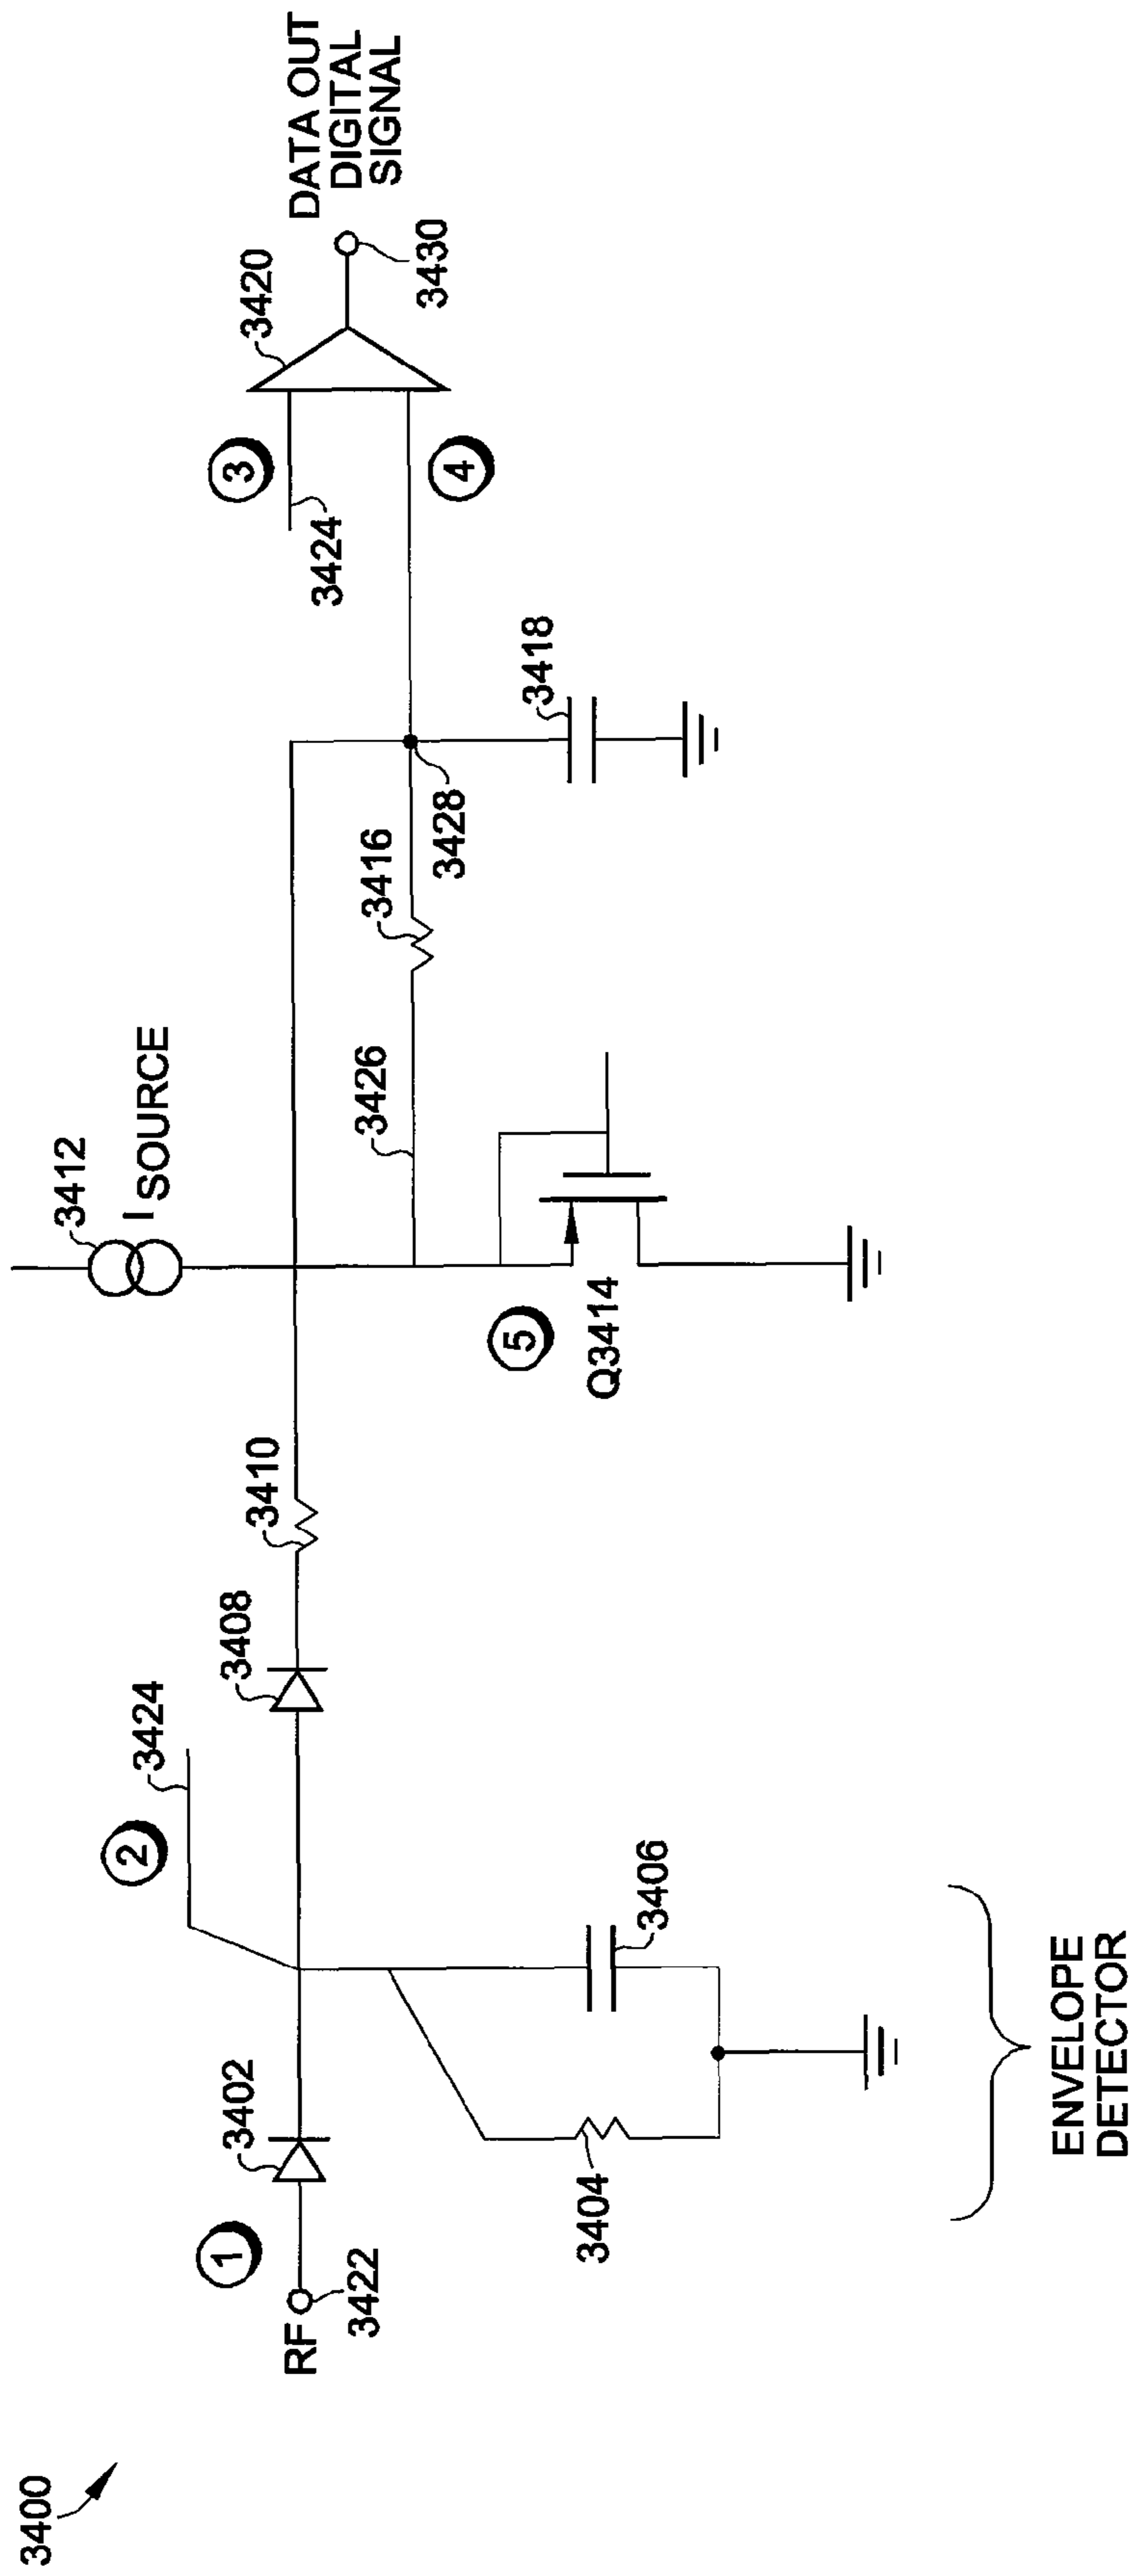 3400
RF
3422
1
3402
2
3424
3404
3406
ENVELOPE
DETECTOR
3408
3410
3412
I SOURCE
5
Q3414
3426
3416
3428
3418
3
3424
4
3420
3430
DATA OUT
DIGITAL
SIGNAL